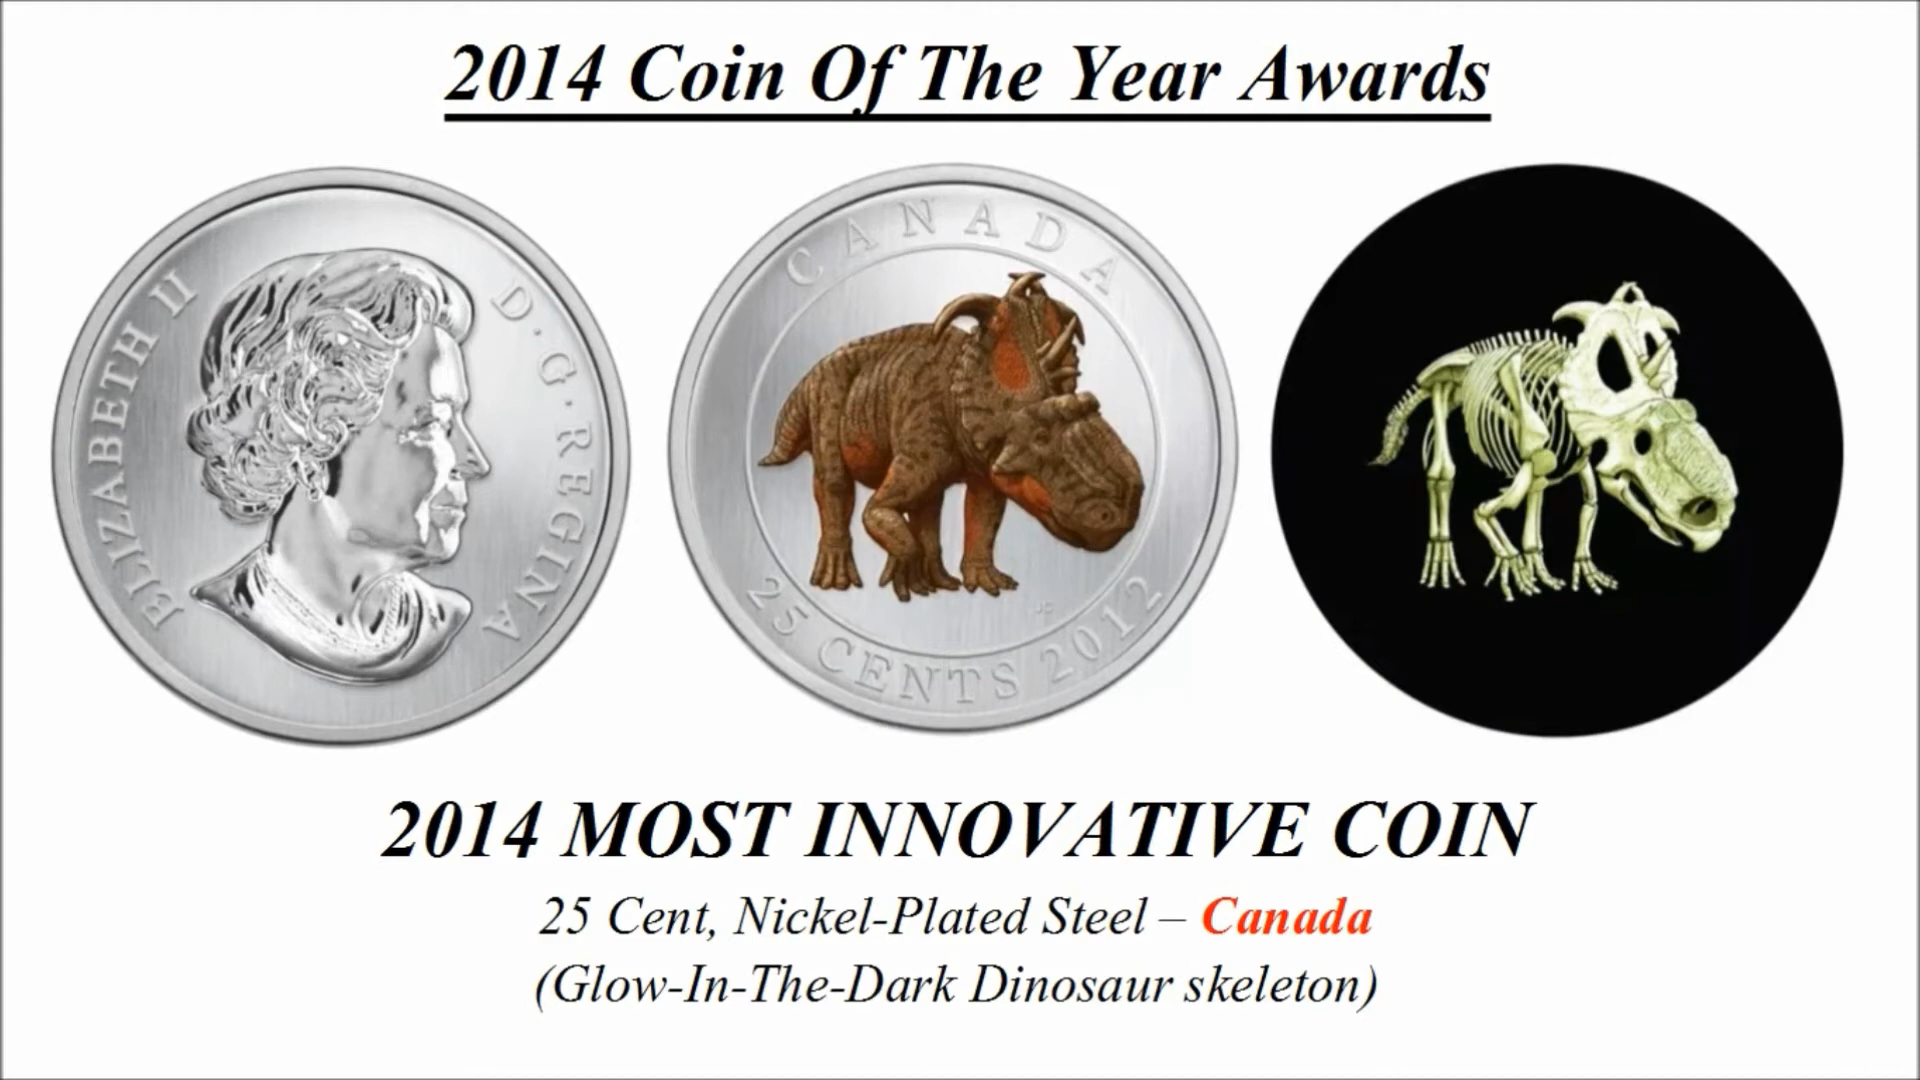 2014 Coin Of The Year Awards
ELIZABETH II D·G·REGINA
CANADA
25 CENTS 2012
2014 MOST INNOVATIVE COIN
25 Cent, Nickel-Plated Steel – Canada
(Glow-In-The-Dark Dinosaur skeleton)